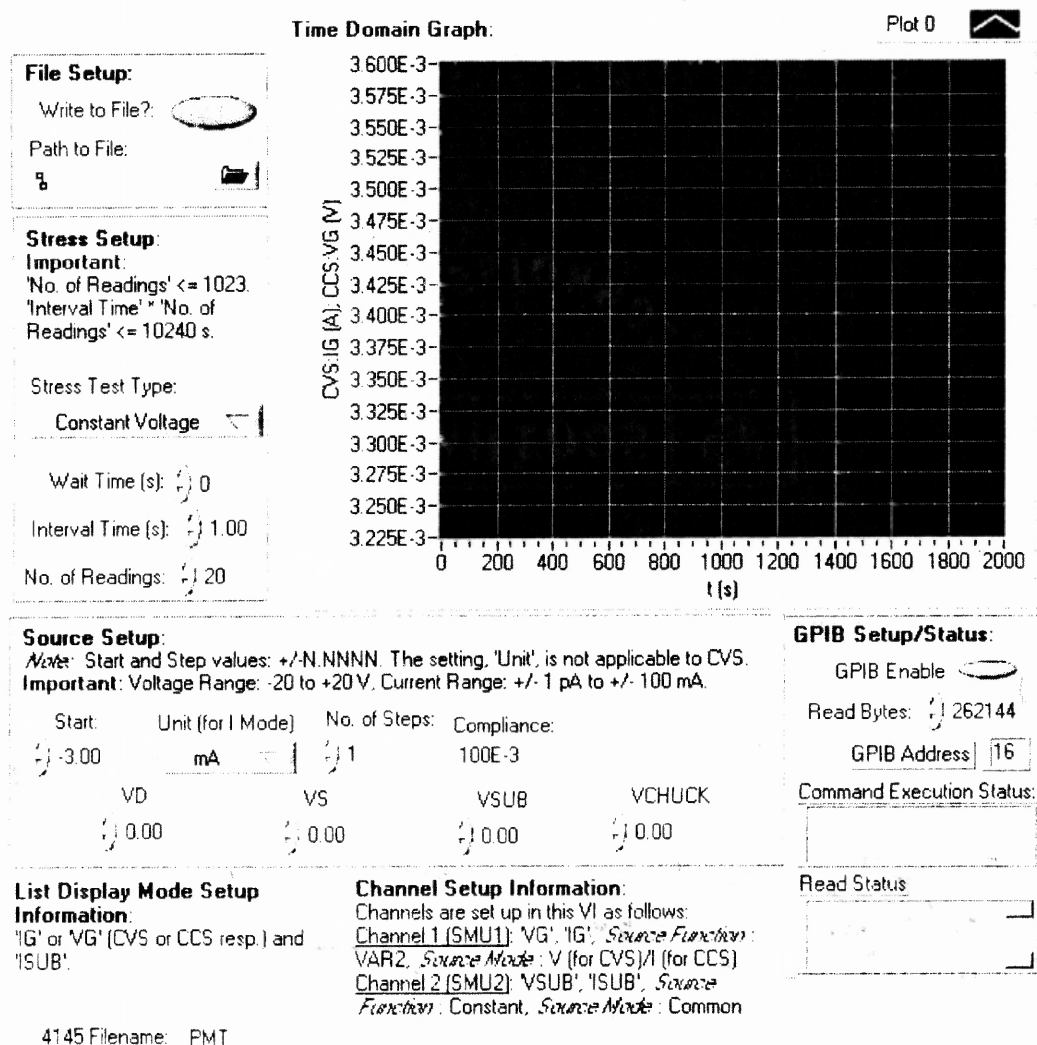 Time Domain Graph:
Plot 0
File Setup:
Write to File?:
Path to File:
Stress Setup:
Important:
'No. of Readings' <= 1023.
'Interval Time' * 'No. of
Readings' <= 10240 s.
Stress Test Type:
Constant Voltage
Wait Time (s): 0
Interval Time (s): 1.00
No. of Readings: 20
CVS:IG (A); CCS:VG (V)
3.600E-3
3.575E-3
3.550E-3
3.525E-3
3.500E-3
3.475E-3
3.450E-3
3.425E-3
3.400E-3
3.375E-3
3.350E-3
3.325E-3
3.300E-3
3.275E-3
3.250E-3
3.225E-3
0 200 400 600 800 1000 1200 1400 1600 1800 2000
t (s)
Source Setup:
Note: Start and Step values: +/-N.NNNN. The setting, 'Unit', is not applicable to CVS.
Important: Voltage Range: -20 to +20 V, Current Range: +/- 1 pA to +/- 100 mA.
Start: Unit (for I Mode) No. of Steps: Compliance:
-3.00 mA 1 100E-3
VD VS VSUB VCHUCK
0.00 0.00 0.00 0.00
GPIB Setup/Status:
GPIB Enable
Read Bytes: 262144
GPIB Address 16
Command Execution Status:
Read Status
List Display Mode Setup
Information:
'IG' or 'VG' (CVS or CCS resp.) and
'ISUB'.
Channel Setup Information:
Channels are set up in this VI as follows:
Channel 1 (SMU1): 'VG', 'IG', Source Function :
VAR2, Source Mode : V (for CVS)/I (for CCS)
Channel 2 (SMU2): 'VSUB', 'ISUB', Source
Function : Constant, Source Mode : Common
4145 Filename: PMT